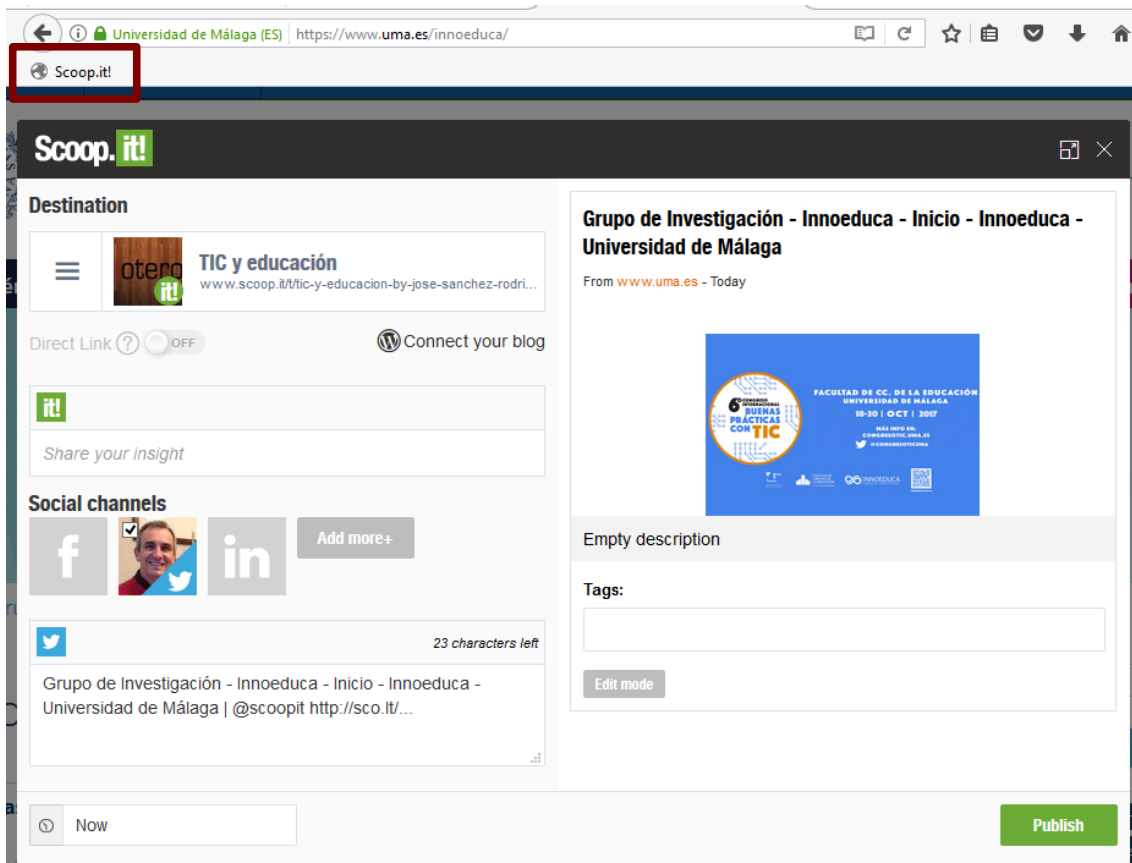 Universidad de Málaga (ES) https://www.uma.es/innoeduca/
Scoop.it!
Scoop.it!
Destination
otero
it!
TIC y educación
www.scoop.it/t/tic-y-educacion-by-jose-sanchez-rodri...
Direct Link ? OFF
Connect your blog
it!
Share your insight
Social channels
f
in
Add more+
23 characters left
Grupo de Investigación - Innoeduca - Inicio - Innoeduca -
Universidad de Málaga | @scoopit http://sco.lt/...
Now
Grupo de Investigación - Innoeduca - Inicio - Innoeduca -
Universidad de Málaga
From www.uma.es - Today
6º CONGRESO
INTERNACIONAL
BUENAS
PRÁCTICAS
CON TIC
FACULTAD DE CC. DE LA EDUCACIÓN
UNIVERSIDAD DE MÁLAGA
18-20 | OCT | 2017
MÁS INFO EN:
CONGRESOTIC.UMA.ES
@CONGRESOTICUMA
INNOEDUCA
Empty description
Tags:
Edit mode
Publish